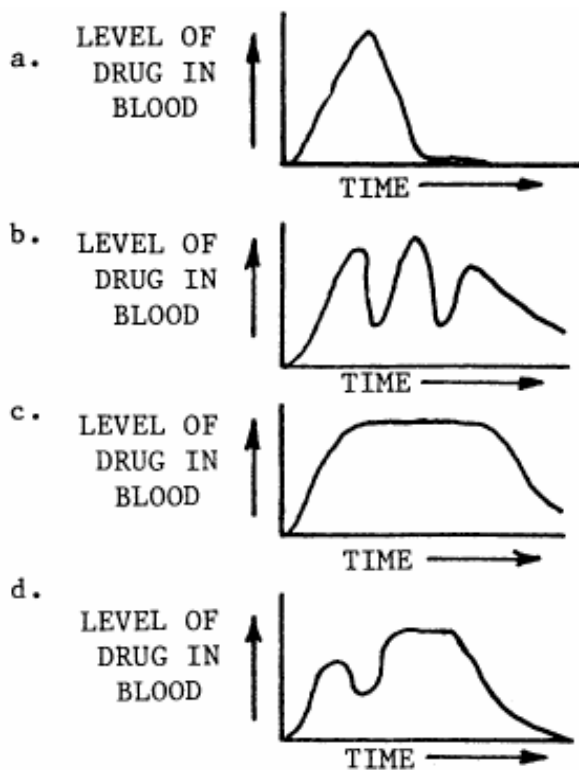 a.
LEVEL OF
DRUG IN
BLOOD
TIME
b.
LEVEL OF
DRUG IN
BLOOD
TIME
c.
LEVEL OF
DRUG IN
BLOOD
TIME
d.
LEVEL OF
DRUG IN
BLOOD
TIME